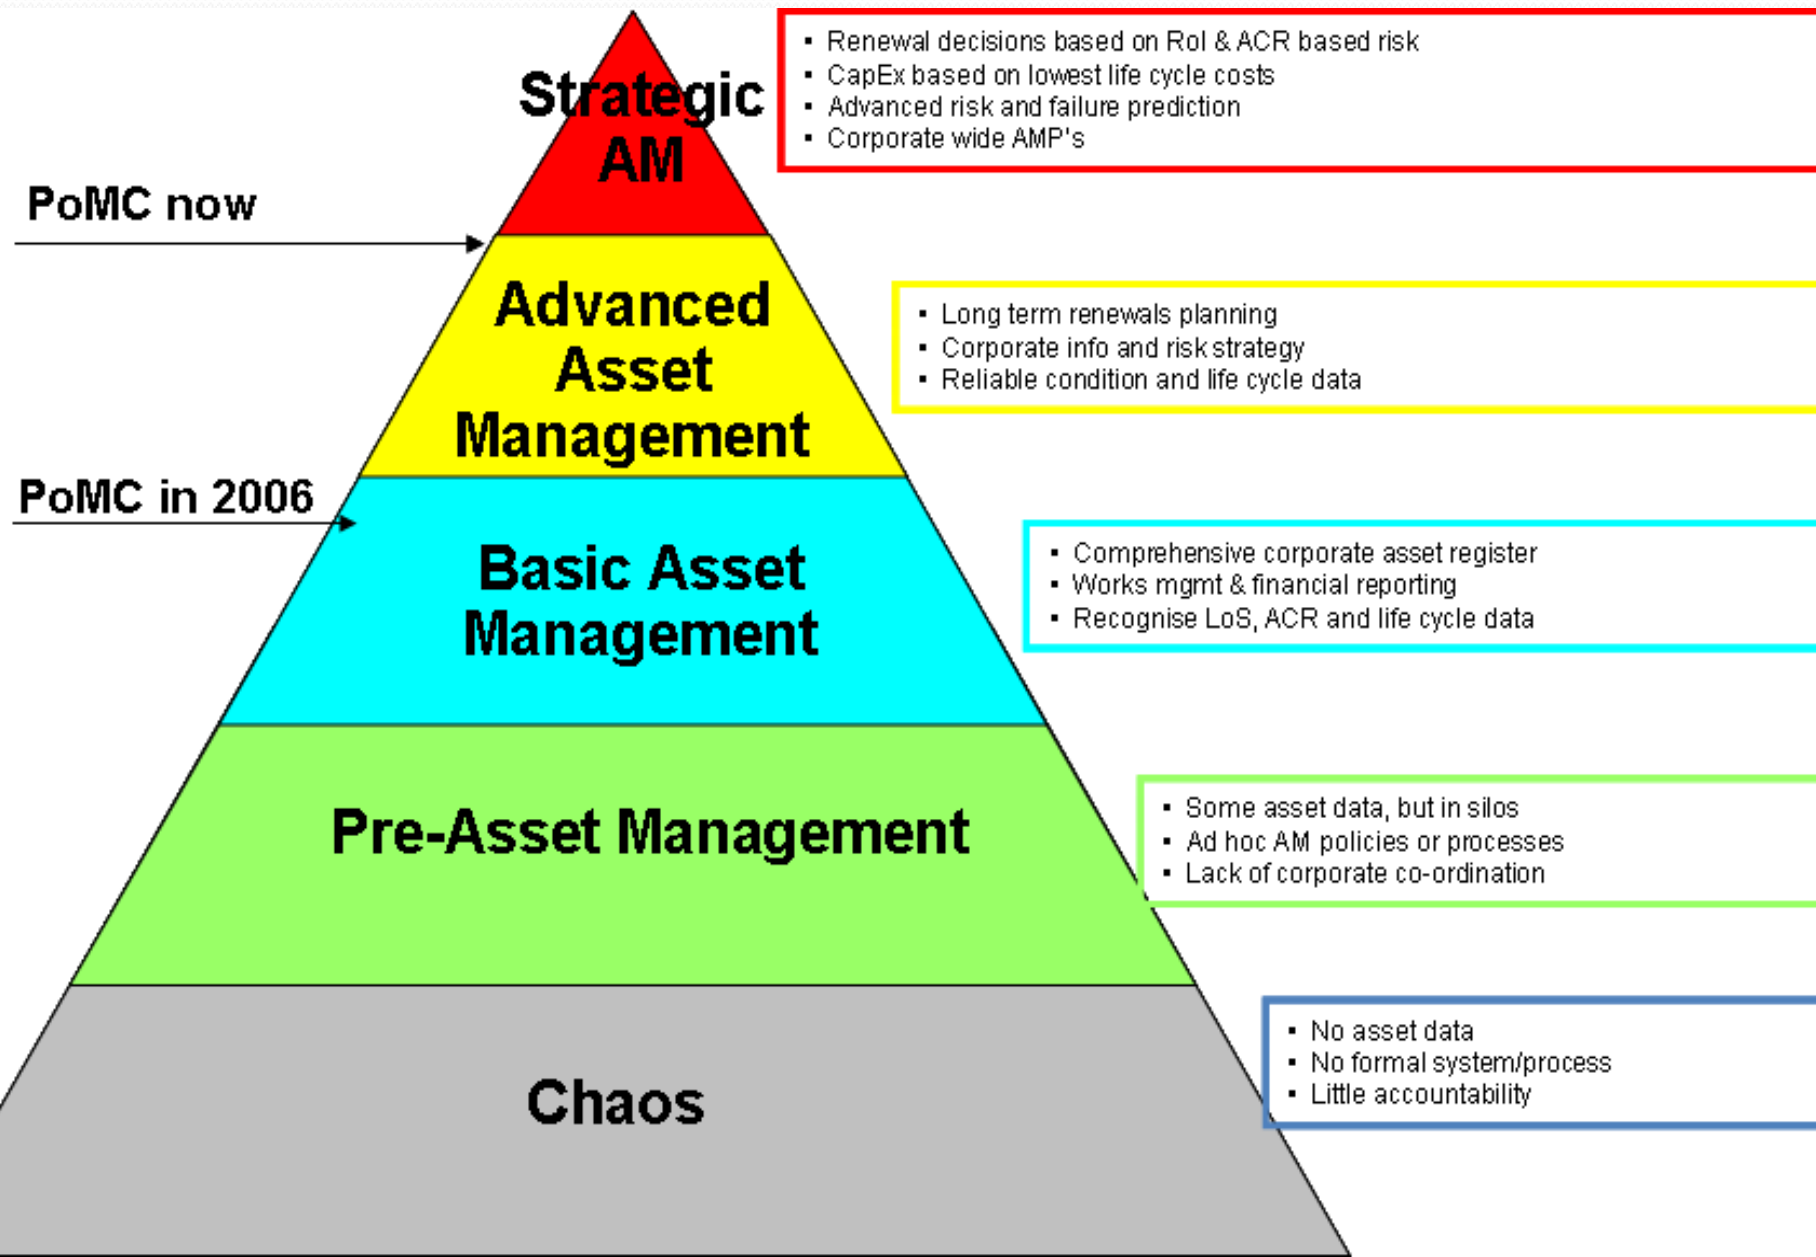 Strategic
AM
▪ Renewal decisions based on RoI & ACR based risk
▪ CapEx based on lowest life cycle costs
▪ Advanced risk and failure prediction
▪ Corporate wide AMP's
PoMC now
Advanced
Asset
Management
▪ Long term renewals planning
▪ Corporate info and risk strategy
▪ Reliable condition and life cycle data
PoMC in 2006
Basic Asset
Management
▪ Comprehensive corporate asset register
▪ Works mgmt & financial reporting
▪ Recognise LoS, ACR and life cycle data
Pre-Asset Management
▪ Some asset data, but in silos
▪ Ad hoc AM policies or processes
▪ Lack of corporate co-ordination
Chaos
▪ No asset data
▪ No formal system/process
▪ Little accountability